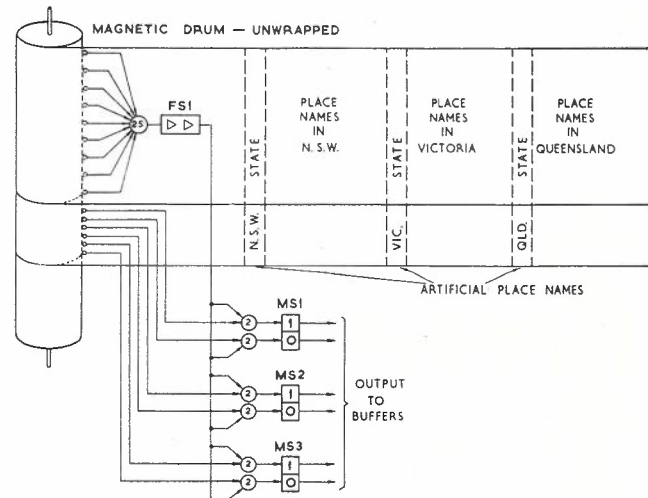 MAGNETIC DRUM — UNWRAPPED
FS1
25
STATE
N.S.W.
PLACE
NAMES
IN
N.S.W.
STATE
VIC.
PLACE
NAMES
IN
VICTORIA
STATE
QLD.
PLACE
NAMES
IN
QUEENSLAND
ARTIFICIAL PLACE NAMES
MS1
2 1
2 0
MS2
2 1
2 0
MS3
2 1
2 0
OUTPUT
TO
BUFFERS